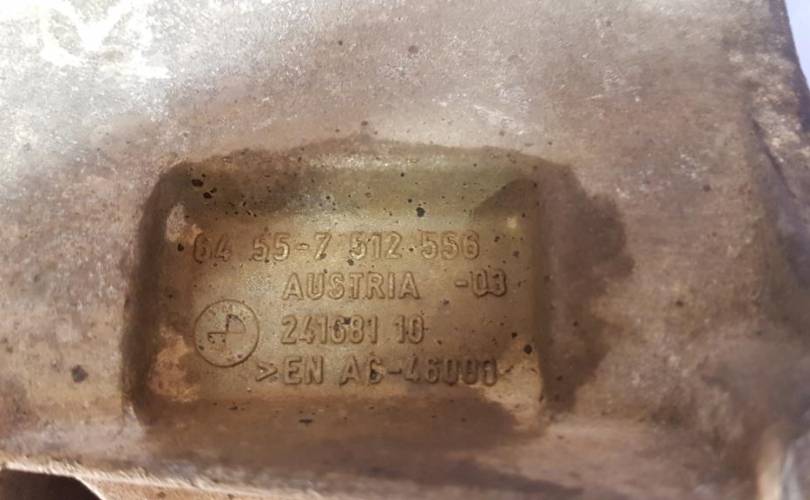 64 55-7 512 556
AUSTRIA -03
241681 10
>EN AC-46000